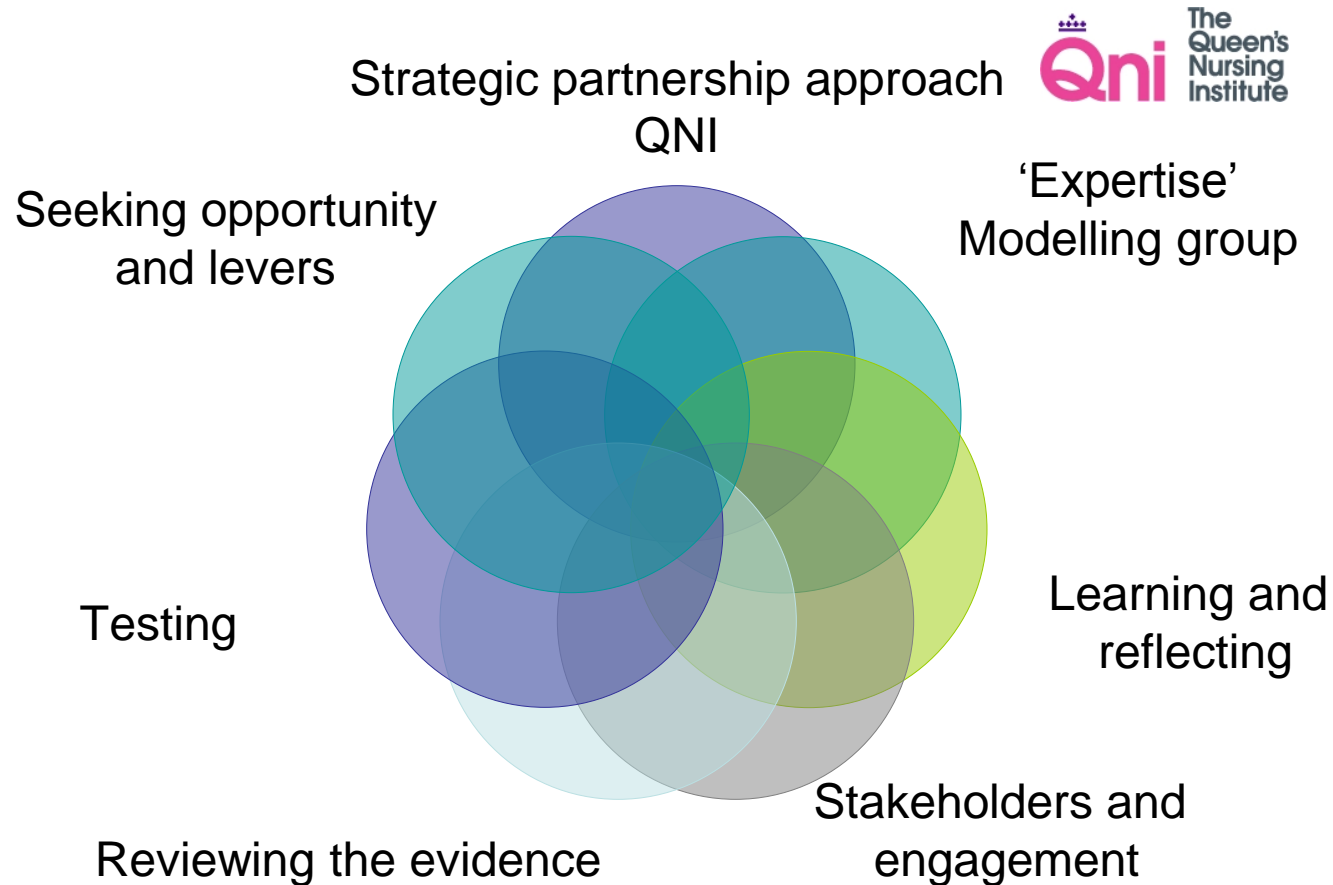 The
Queen's
Nursing
Institute
Qni
Strategic partnership approach
QNI
'Expertise'
Modelling group
Seeking opportunity
and levers
Learning and
reflecting
Testing
Stakeholders and
engagement
Reviewing the evidence